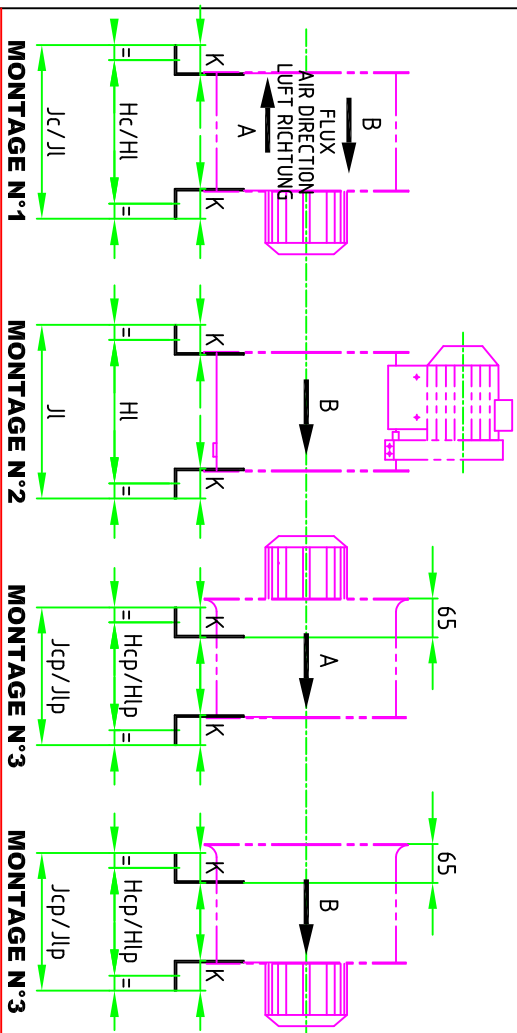 B
FLUX
AIR DIRECTION
LUFT RICHTUNG
A
K
K
=
Hc/Hl
=
Jc/Jl
MONTAGE N°1
B
K
K
=
Hl
=
Jl
MONTAGE N°2
65
A
K
K
=
Hcp/Hlp
=
Jcp/Jlp
MONTAGE N°3
65
B
K
K
=
Hcp/Hlp
=
Jcp/Jlp
MONTAGE N°3